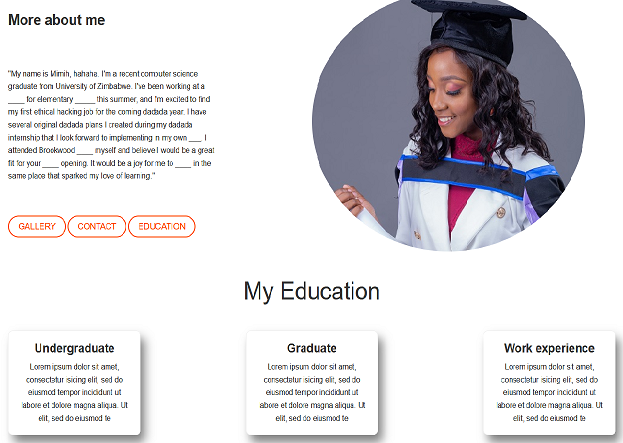 More about me
"My name is Mimih, hahaha. I'm a recent computer science
graduate from University of Zimbabwe. I've been working at a
____ for elementary _____ this summer, and I'm excited to find
my first ethical hacking job for the coming dadada year. I have
several original dadada plans I created during my dadada
internship that I look forward to implementing in my own ___. I
attended Brookwood ____ myself and believe I would be a great
fit for your ____ opening. It would be a joy for me to ____ in the
same place that sparked my love of learning."
GALLERY CONTACT EDUCATION
My Education
Undergraduate
Lorem ipsum dolor sit amet,
consectetur isicing elit, sed do
eiusmod tempor incididunt ut
labore et dolore magna aliqua. Ut
elit, sed do eiusmod te
Graduate
Lorem ipsum dolor sit amet,
consectetur isicing elit, sed do
eiusmod tempor incididunt ut
labore et dolore magna aliqua. Ut
elit, sed do eiusmod te
Work experience
Lorem ipsum dolor sit amet,
consectetur isicing elit, sed do
eiusmod tempor incididunt ut
labore et dolore magna aliqua. Ut
elit, sed do eiusmod te